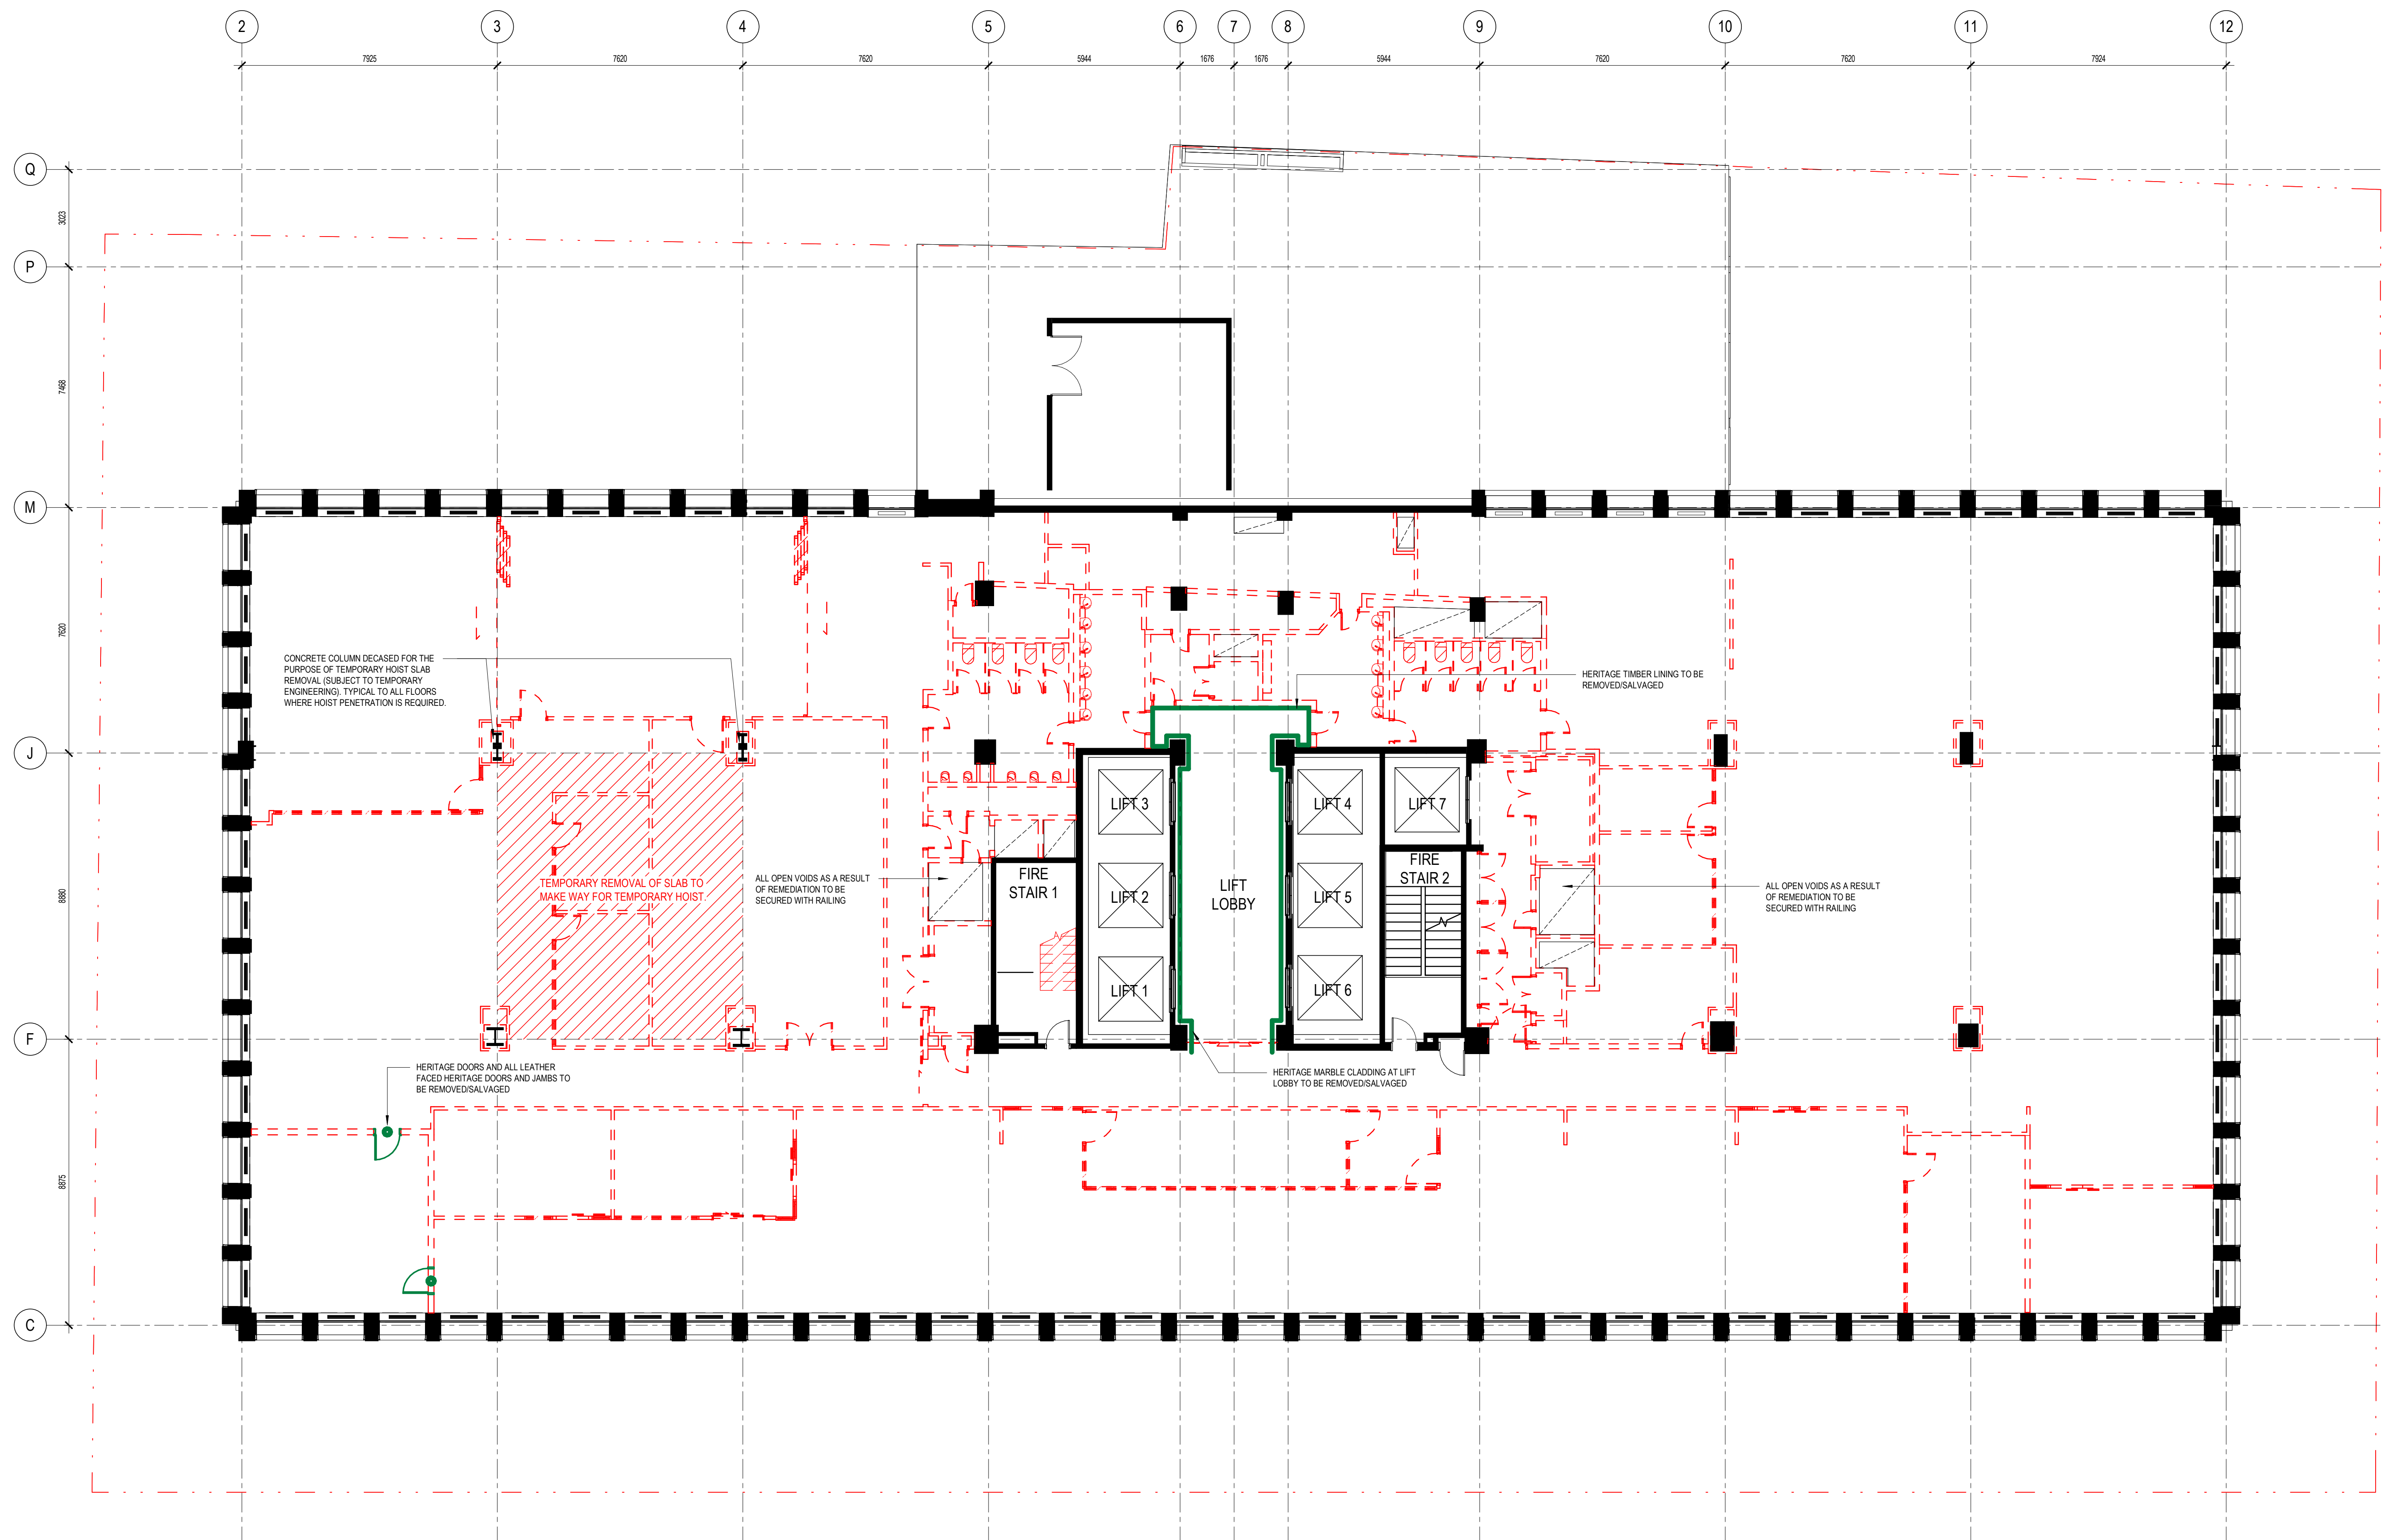 2 3 4 5 6 7 8 9 10 11 12
7925 7620 7620 5944 1676 1676 5944 7620 7620 7924
Q
3023
P
7468
M
7620
J
8880
F
8875
C
CONCRETE COLUMN DECASED FOR THE
PURPOSE OF TEMPORARY HOIST SLAB
REMOVAL (SUBJECT TO TEMPORARY
ENGINEERING). TYPICAL TO ALL FLOORS
WHERE HOIST PENETRATION IS REQUIRED.
HERITAGE TIMBER LINING TO BE
REMOVED/SALVAGED
TEMPORARY REMOVAL OF SLAB TO
MAKE WAY FOR TEMPORARY HOIST.
ALL OPEN VOIDS AS A RESULT
OF REMEDIATION TO BE
SECURED WITH RAILING
FIRE
STAIR 1
LIFT 3
LIFT 2
LIFT 1
LIFT
LOBBY
LIFT 4
LIFT 5
LIFT 6
LIFT 7
FIRE
STAIR 2
ALL OPEN VOIDS AS A RESULT
OF REMEDIATION TO BE
SECURED WITH RAILING
HERITAGE DOORS AND ALL LEATHER
FACED HERITAGE DOORS AND JAMBS TO
BE REMOVED/SALVAGED
HERITAGE MARBLE CLADDING AT LIFT
LOBBY TO BE REMOVED/SALVAGED